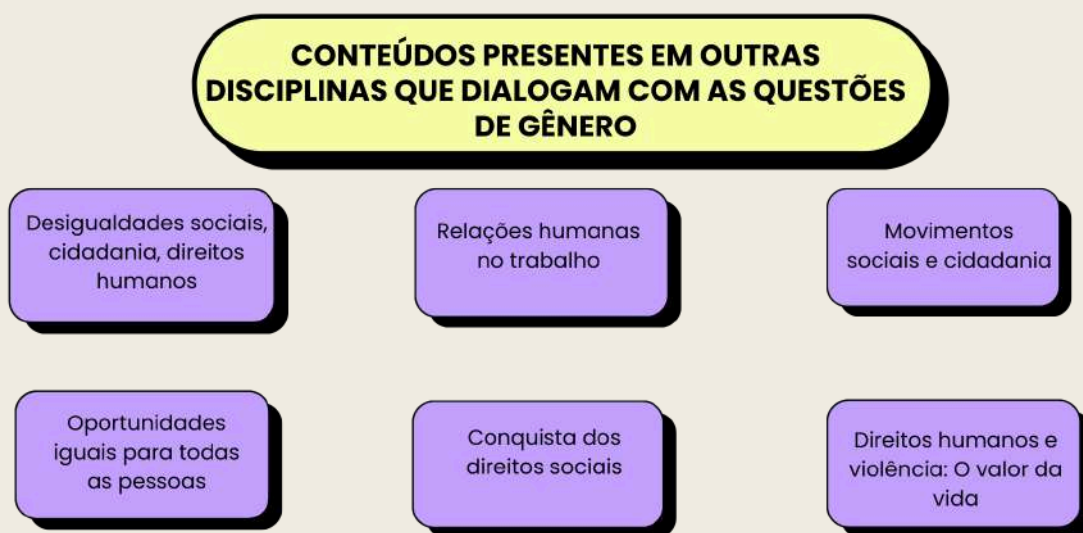 CONTEÚDOS PRESENTES EM OUTRAS
DISCIPLINAS QUE DIALOGAM COM AS QUESTÕES
DE GÊNERO
Desigualdades sociais,
cidadania, direitos
humanos
Relações humanas
no trabalho
Movimentos
sociais e cidadania
Oportunidades
iguais para todas
as pessoas
Conquista dos
direitos sociais
Direitos humanos e
violência: O valor da
vida